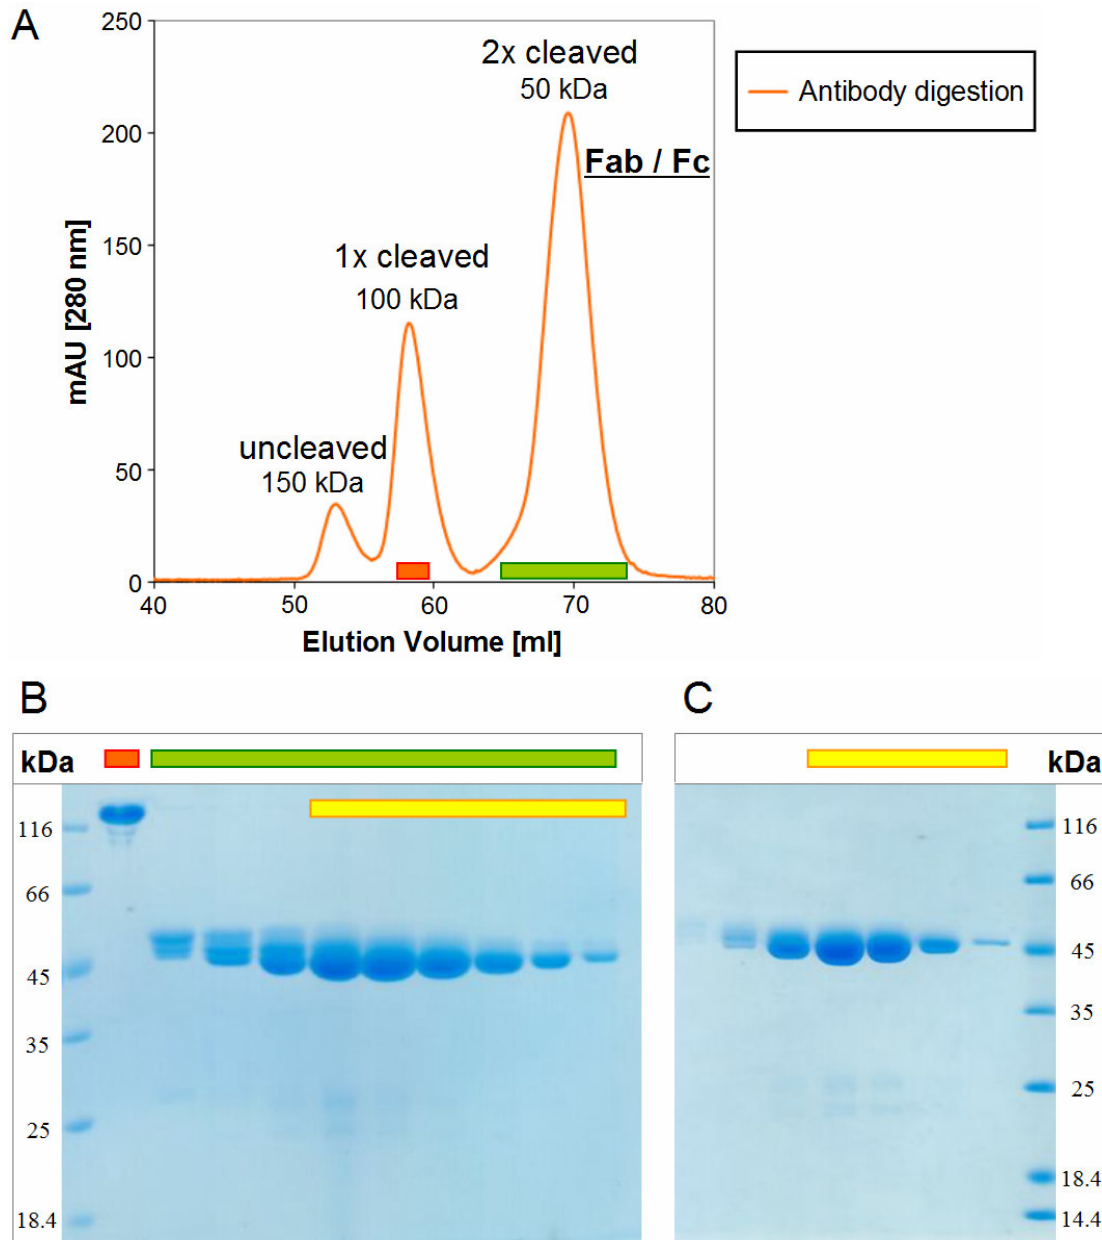 A
250
200
150
100
50
0
mAU [280 nm]
2x cleaved
50 kDa
Fab / Fc
1x cleaved
100 kDa
uncleaved
150 kDa
40
50
60
70
80
Elution Volume [ml]
Antibody digestion
B
kDa
116
66
45
35
25
18.4
C
kDa
116
66
45
35
25
18.4
14.4